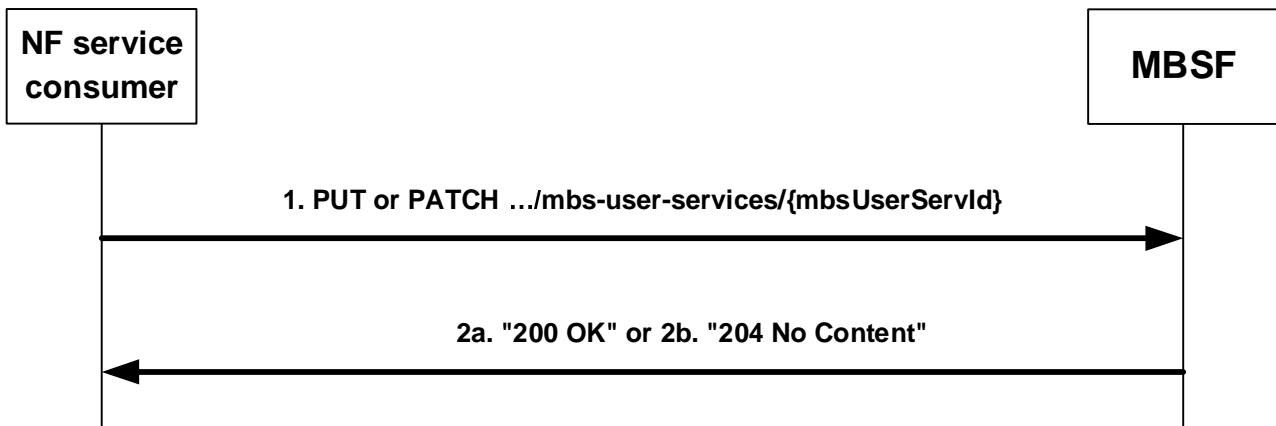 NF service
consumer
MBSF
1. PUT or PATCH …/mbs-user-services/{mbsUserServId}
2a. "200 OK" or 2b. "204 No Content"